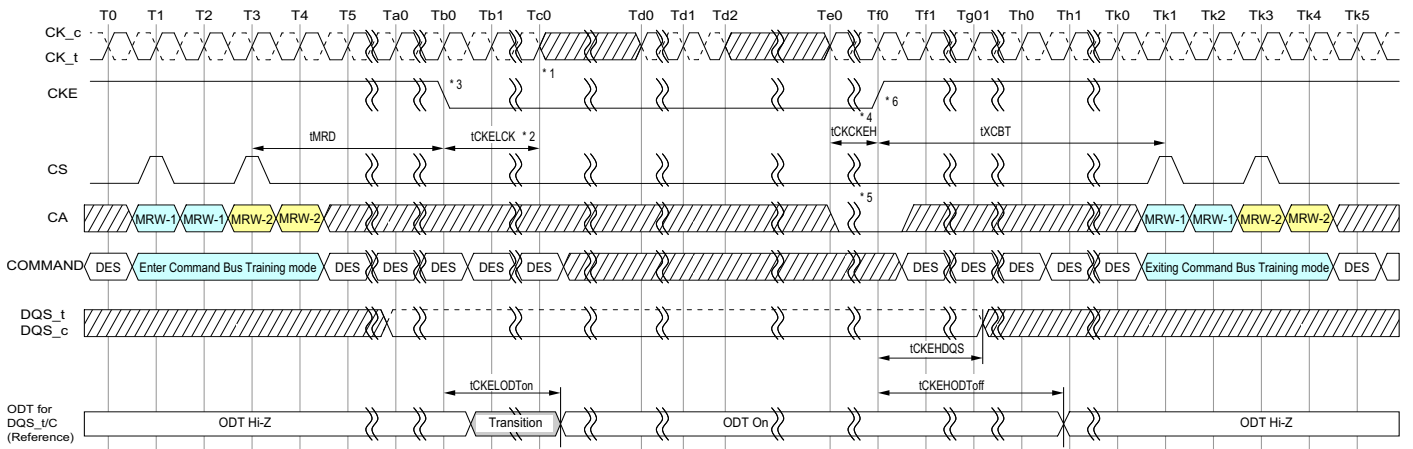 T0 T1 T2 T3 T4 T5 Ta0 Tb0 Tb1 Tc0 Td0 Td1 Td2 Te0 Tf0 Tf1 Tg01 Th0 Th1 Tk0 Tk1 Tk2 Tk3 Tk4 Tk5
CK_c
CK_t
* 1
CKE
* 3
* 6
* 4
tMRD
tCKELCK * 2
tCKCKEH
tXCBT
CS
* 5
CA
MRW-1 MRW-1 MRW-2 MRW-2 MRW-1 MRW-1 MRW-2 MRW-2
COMMAND DES Enter Command Bus Training mode DES DES DES DES DES DES DES DES DES DES Exiting Command Bus Training mode DES
DQS_t
DQS_c
tCKEHDQS
tCKELODTon
tCKEHODToff
ODT for
DQS_t/C
(Reference)
ODT Hi-Z Transition ODT On ODT Hi-Z